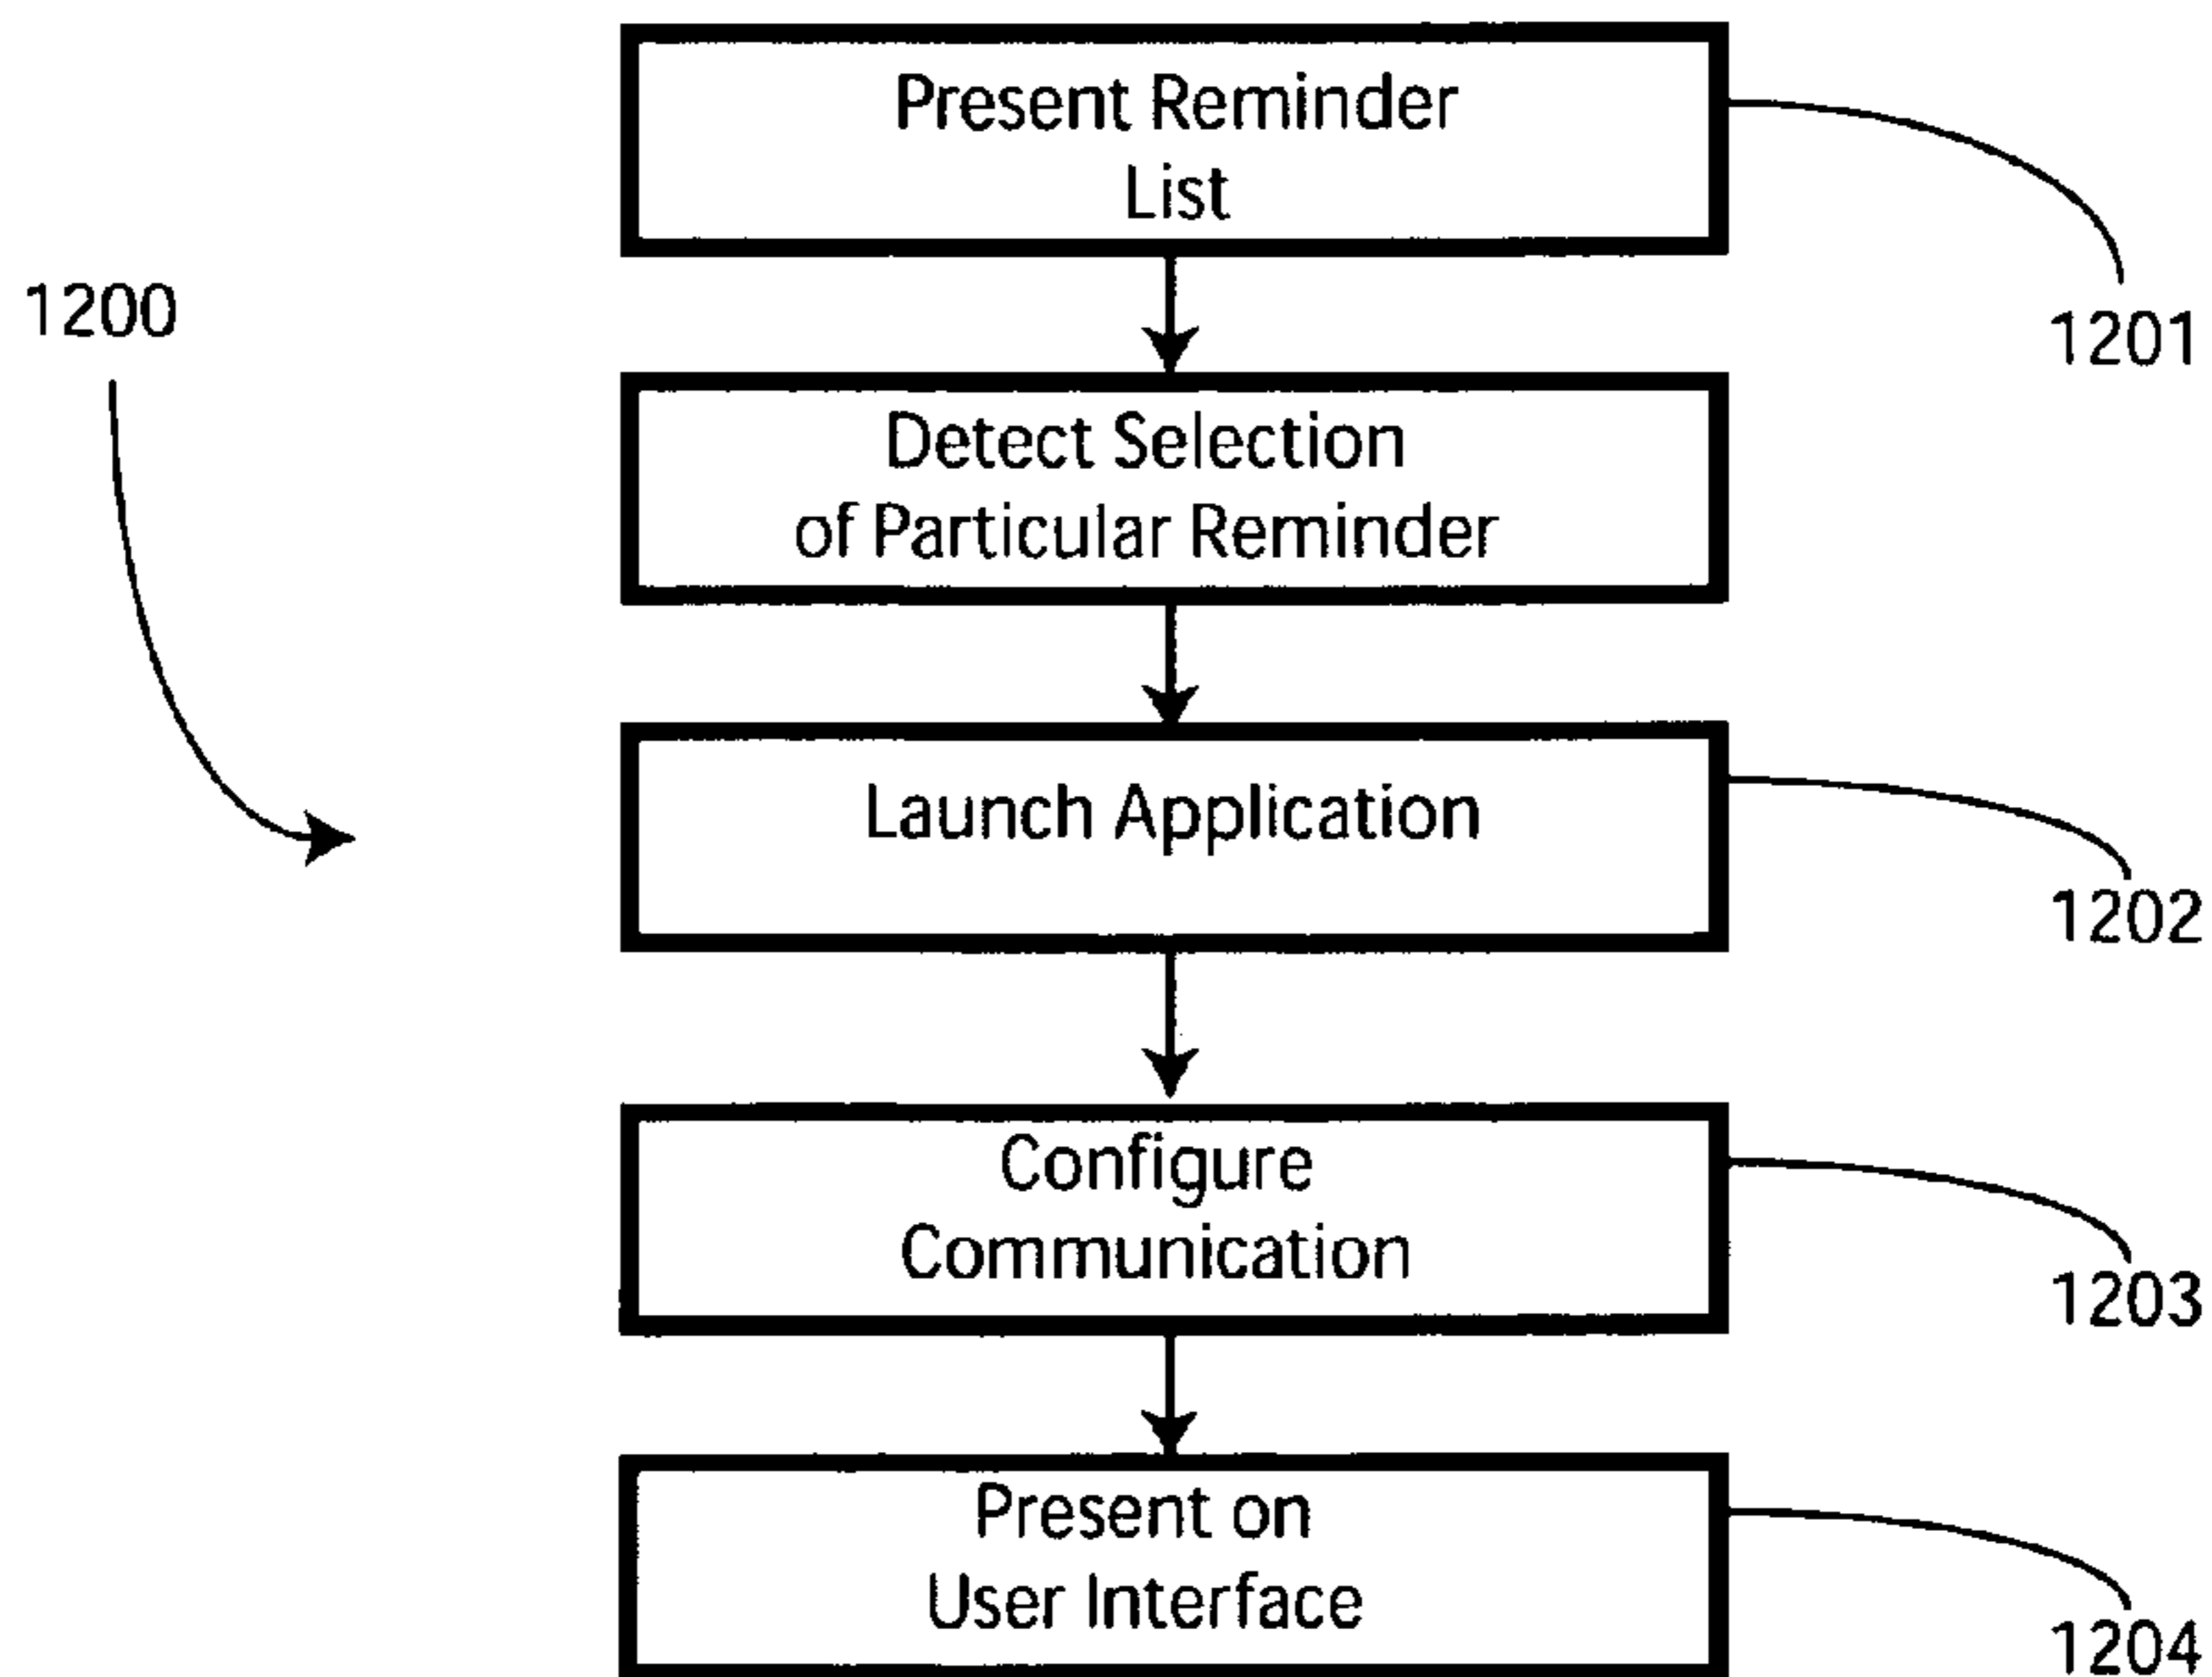 Present Reminder
List
1200
1201
Detect Selection
of Particular Reminder
Launch Application
1202
Configure
Communication
1203
Present on
User Interface
1204